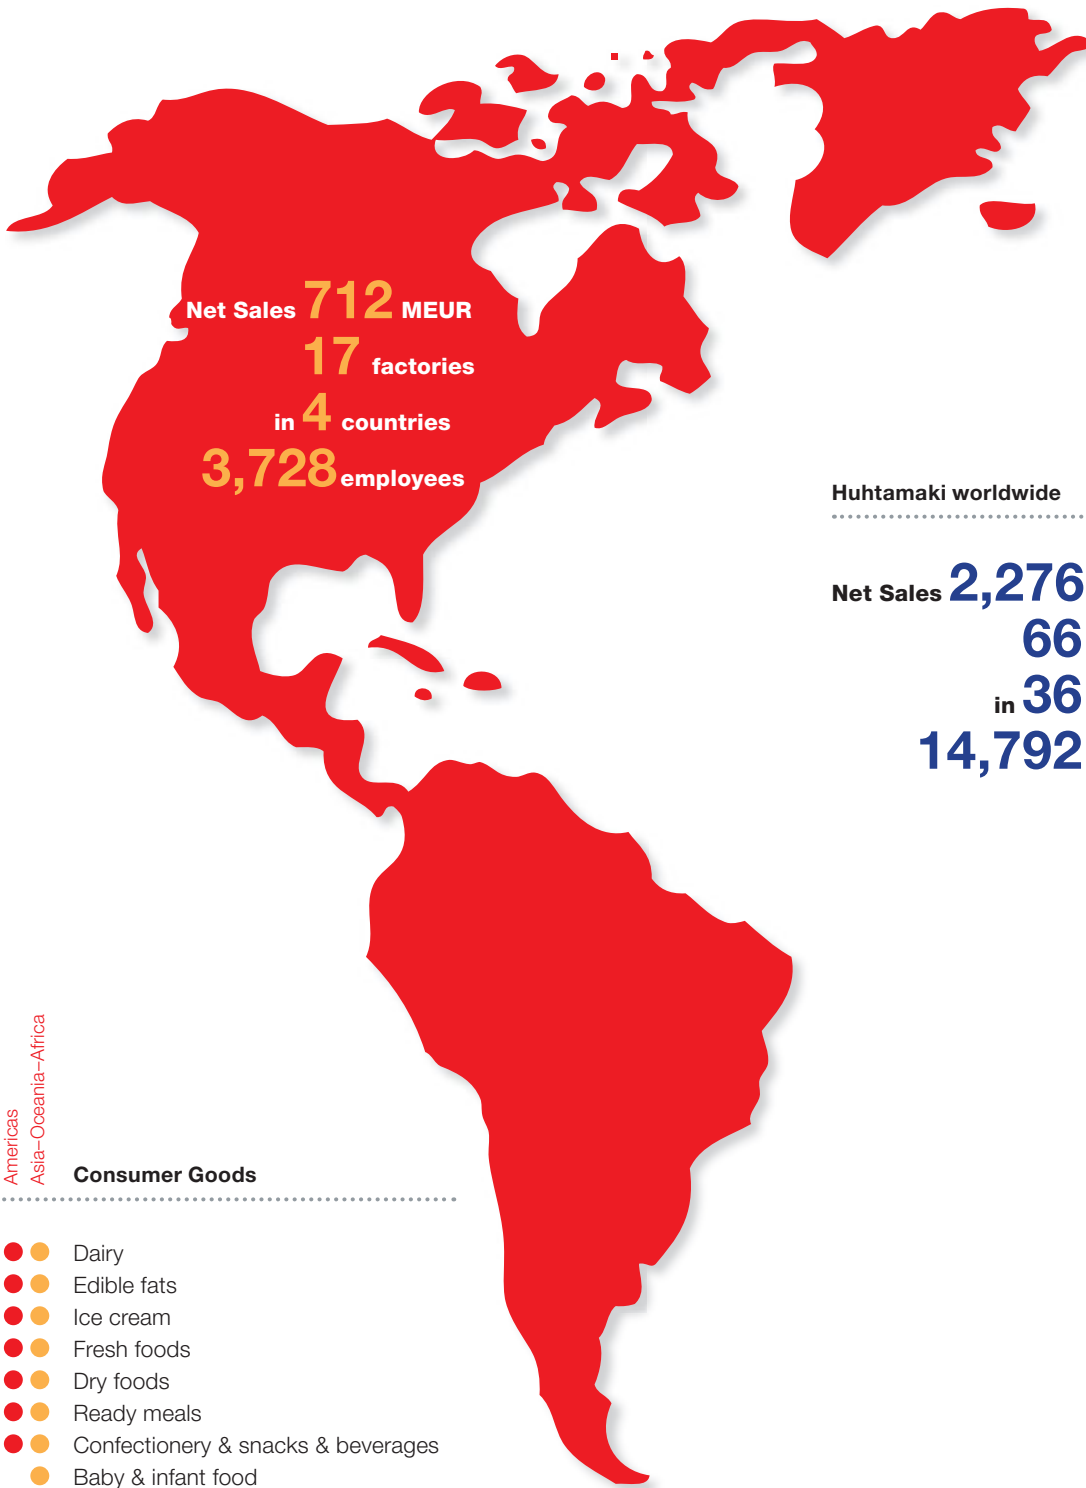 Net Sales 712 MEUR
17 factories
in 4 countries
3,728 employees
Huhtamaki worldwide
Net Sales 2,276
66
in 36
14,792
Americas
Asia–Oceania–Africa
Consumer Goods
Dairy
Edible fats
Ice cream
Fresh foods
Dry foods
Ready meals
Confectionery & snacks & beverages
Baby & infant food